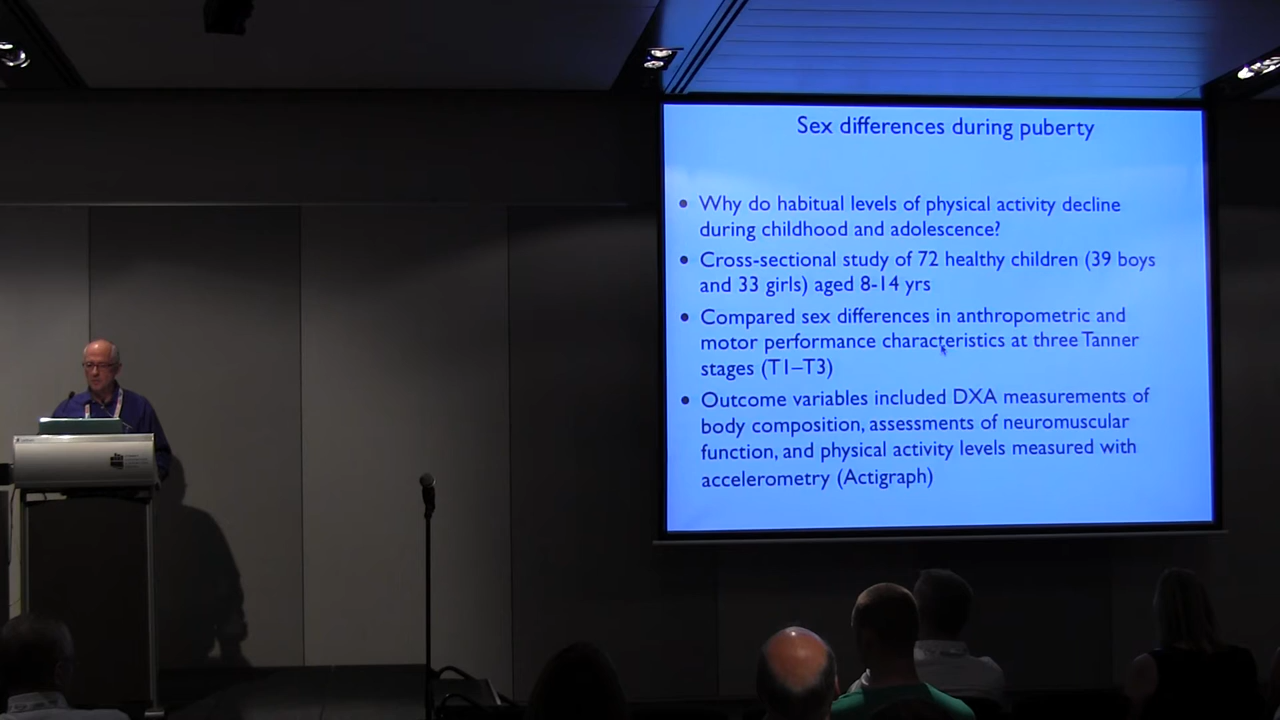 Sex differences during puberty
• Why do habitual levels of physical activity decline
during childhood and adolescence?
• Cross-sectional study of 72 healthy children (39 boys
and 33 girls) aged 8-14 yrs
• Compared sex differences in anthropometric and
motor performance characteristics at three Tanner
stages (T1–T3)
• Outcome variables included DXA measurements of
body composition, assessments of neuromuscular
function, and physical activity levels measured with
accelerometry (Actigraph)